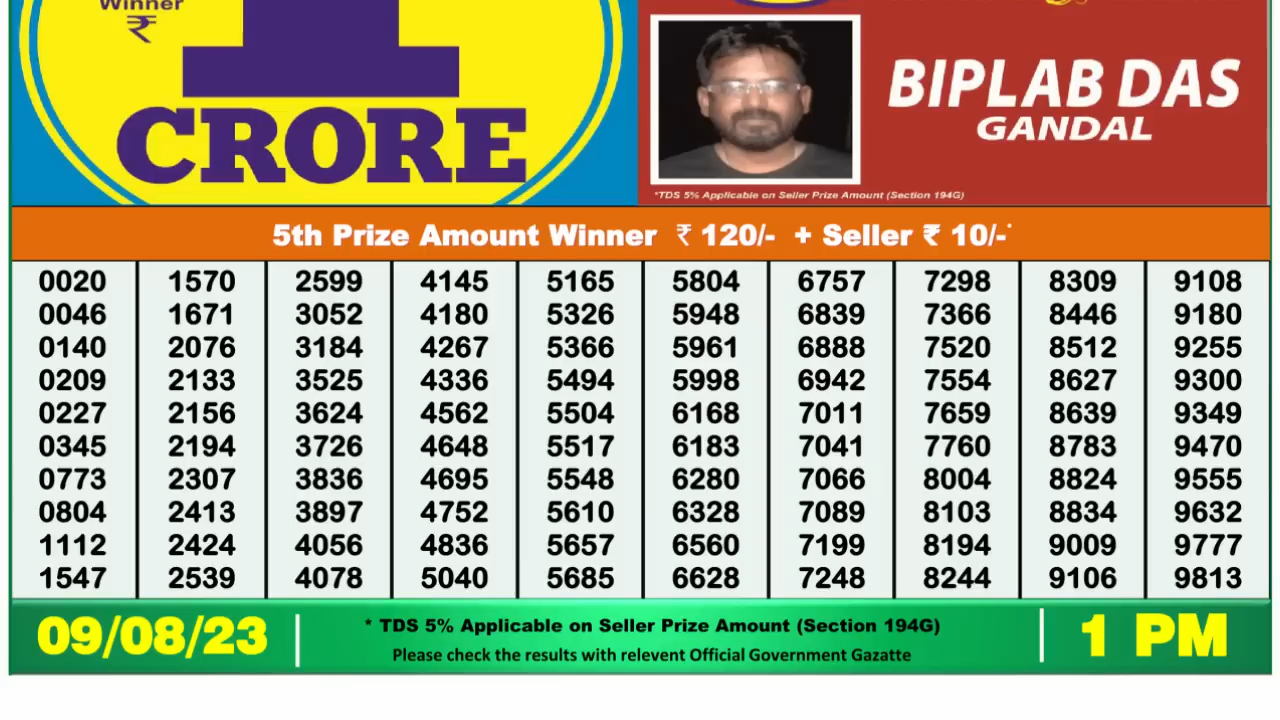 Winner
₹
1
CRORE
BIPLAB DAS
GANDAL
*TDS 5% Applicable on Seller Prize Amount (Section 194G)
5th Prize Amount Winner ₹ 120/- + Seller ₹ 10/-*
0020 1570 2599 4145 5165 5804 6757 7298 8309 9108
0046 1671 3052 4180 5326 5948 6839 7366 8446 9180
0140 2076 3184 4267 5366 5961 6888 7520 8512 9255
0209 2133 3525 4336 5494 5998 6942 7554 8627 9300
0227 2156 3624 4562 5504 6168 7011 7659 8639 9349
0345 2194 3726 4648 5517 6183 7041 7760 8783 9470
0773 2307 3836 4695 5548 6280 7066 8004 8824 9555
0804 2413 3897 4752 5610 6328 7089 8103 8834 9632
1112 2424 4056 4836 5657 6560 7199 8194 9009 9777
1547 2539 4078 5040 5685 6628 7248 8244 9106 9813
09/08/23
* TDS 5% Applicable on Seller Prize Amount (Section 194G)
Please check the results with relevent Official Government Gazatte
1 PM